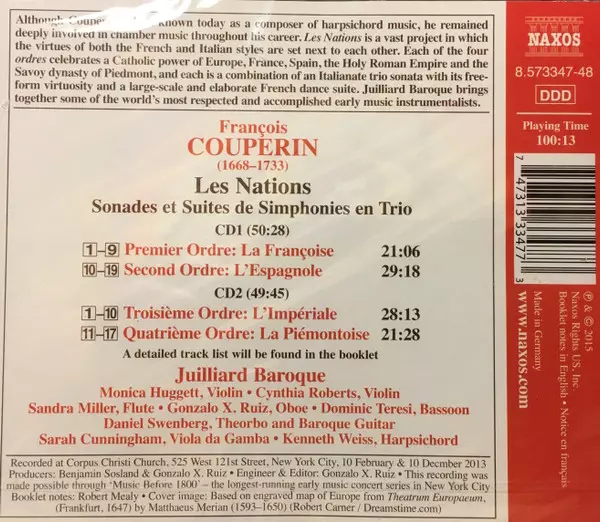 Although Couper known today as a composer of harpsichord music, he remained
deeply involved in chamber music throughout his career. Les Nations is a vast project in which
the virtues of both the French and Italian styles are set next to each other. Each of the four
ordres celebrates a Catholic power of Europe, France, Spain, the Holy Roman Empire and the
Savoy dynasty of Piedmont, and each is a combination of an Italianate trio sonata with its free-
form virtuosity and a large-scale and elaborate French dance suite. Juilliard Baroque brings
together some of the world's most respected and accomplished early music instrumentalists.
François
COUPERIN
(1668–1733)
Les Nations
Sonades et Suites de Simphonies en Trio
CD1 (50:28)
1–9 Premier Ordre: La Françoise 21:06
10–19 Second Ordre: L'Espagnole 29:18
CD2 (49:45)
1–10 Troisième Ordre: L'Impériale 28:13
11–17 Quatrième Ordre: La Piémontoise 21:28
A detailed track list will be found in the booklet
Juilliard Baroque
Monica Huggett, Violin • Cynthia Roberts, Violin
Sandra Miller, Flute • Gonzalo X. Ruiz, Oboe • Dominic Teresi, Bassoon
Daniel Swenberg, Theorbo and Baroque Guitar
Sarah Cunningham, Viola da Gamba • Kenneth Weiss, Harpsichord
Recorded at Corpus Christi Church, 525 West 121st Street, New York City, 10 February & 10 December 2013
Producers: Benjamin Sosland & Gonzalo X. Ruiz • Engineer & Editor: Gonzalo X. Ruiz • This recording was
made possible through 'Music Before 1800' – the longest-running early music concert series in New York City
Booklet notes: Robert Mealy • Cover image: Based on engraved map of Europe from Theatrum Europaeum,
(Frankfurt, 1647) by Matthaeus Merian (1593–1650) (Robert Carner / Dreamstime.com)
NAXOS
8.573347-48
DDD
Playing Time
100:13
7 47313 33477 3
℗ & © 2015
Naxos Rights US, Inc.
Booklet notes in English • Notice en français
Made in Germany
www.naxos.com